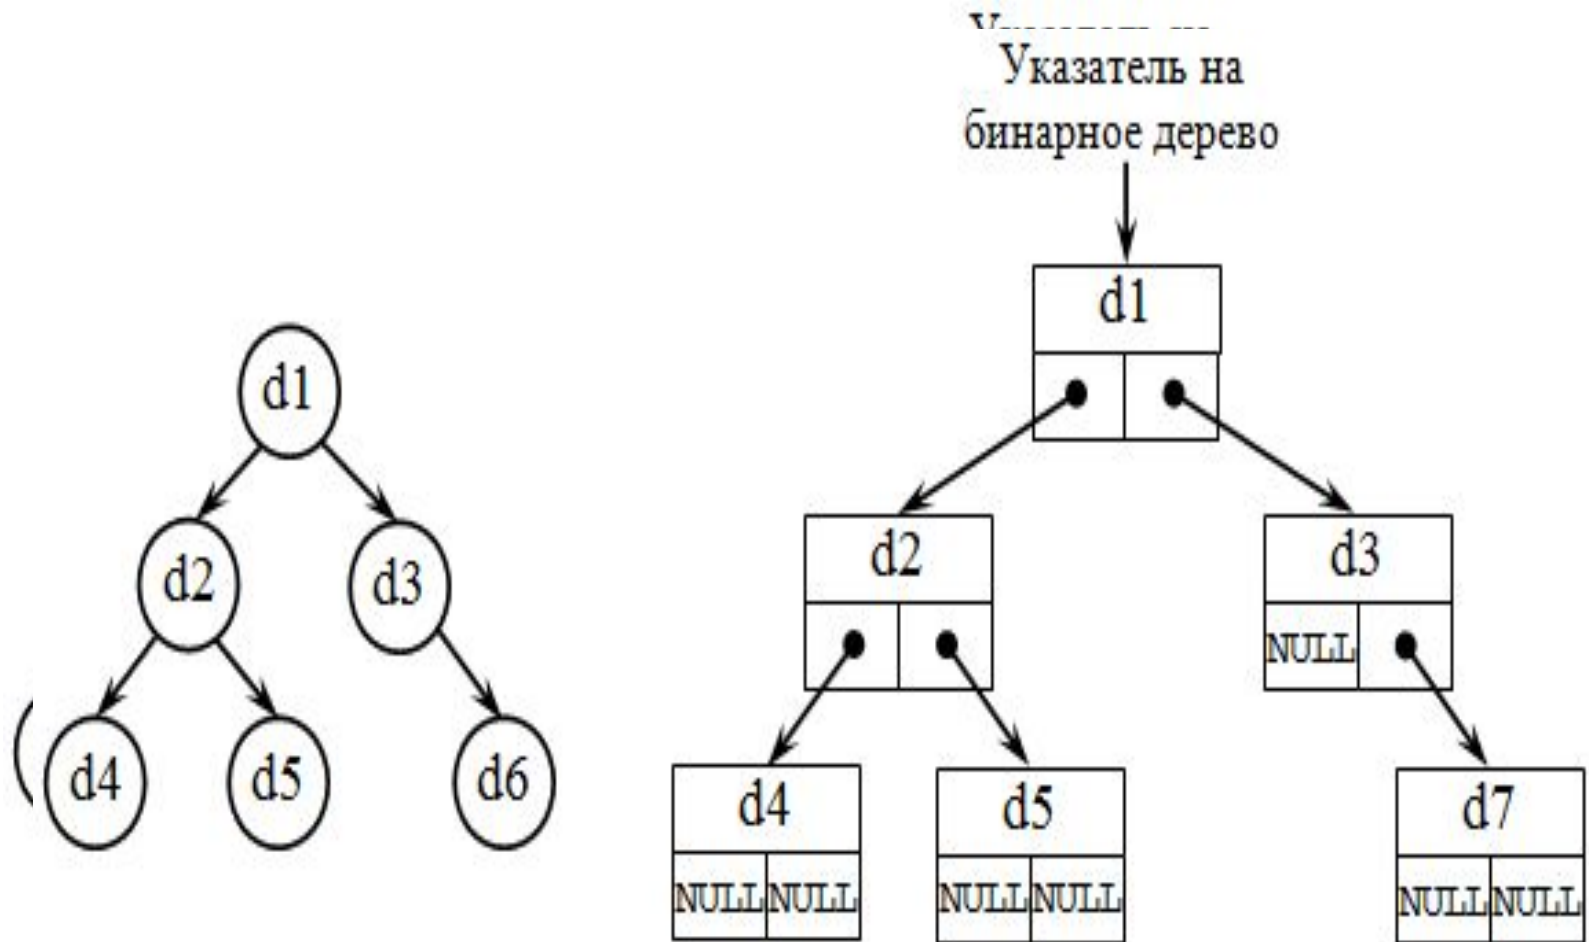 Указатель на
бинарное дерево
d1
d1
d2
d3
d2
d3
NULL
d4
d5
d6
d4
d5
d7
NULL NULL
NULL NULL
NULL NULL